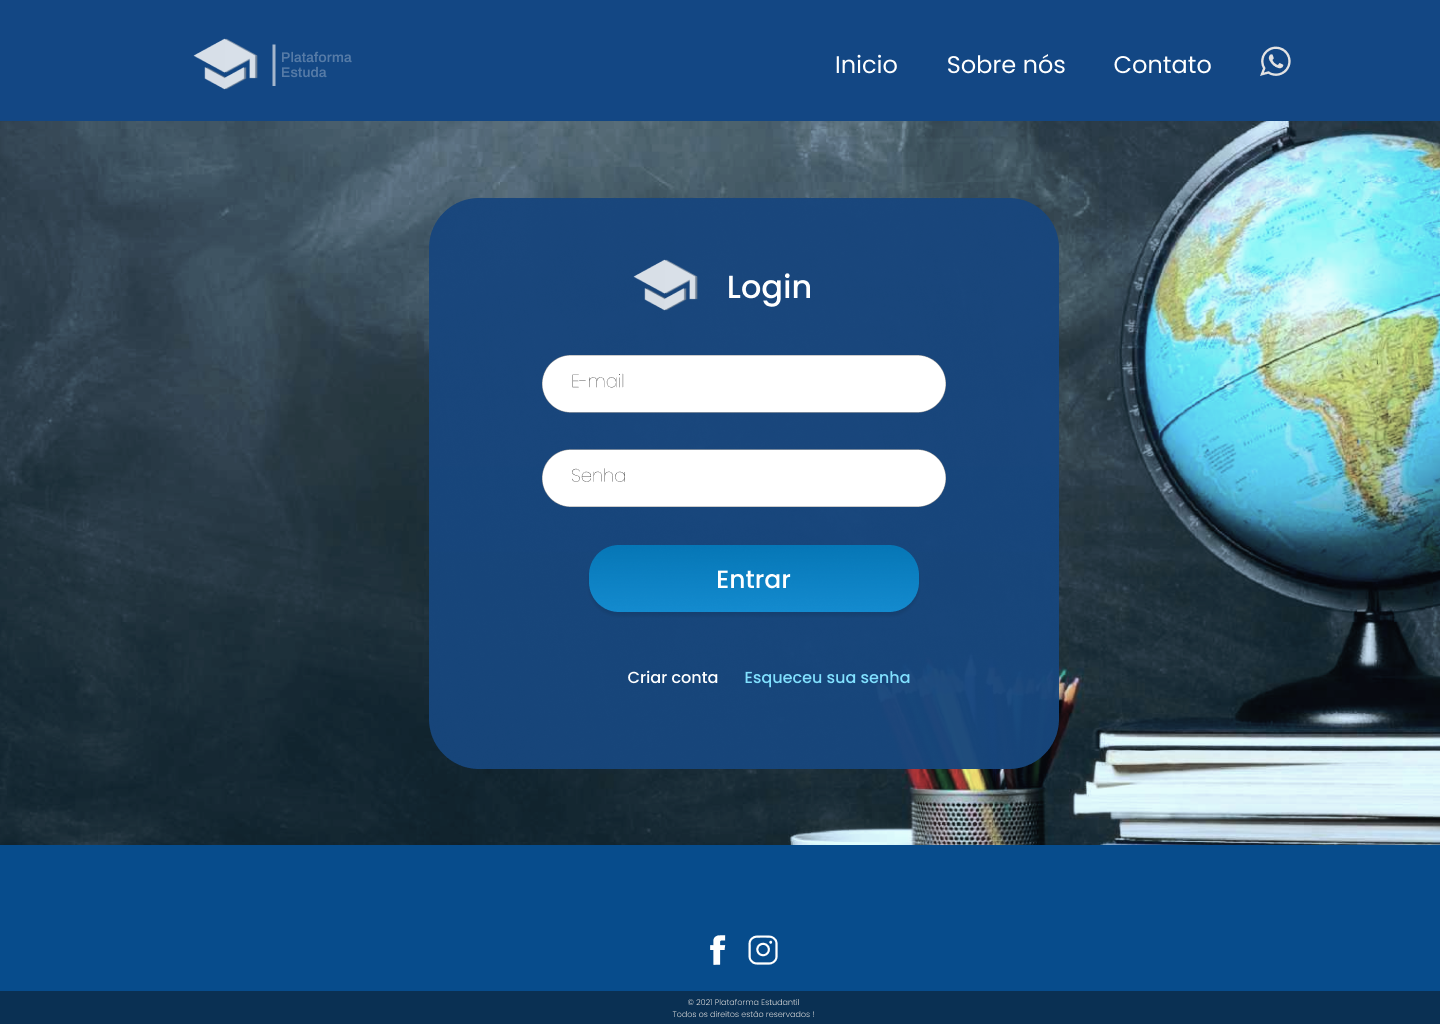 Plataforma
Estuda
Inicio Sobre nós Contato
Login
E-mail
Senha
Entrar
Criar conta Esqueceu sua senha
© 2021 Plataforma Estudantil
Todos os direitos estão reservados !